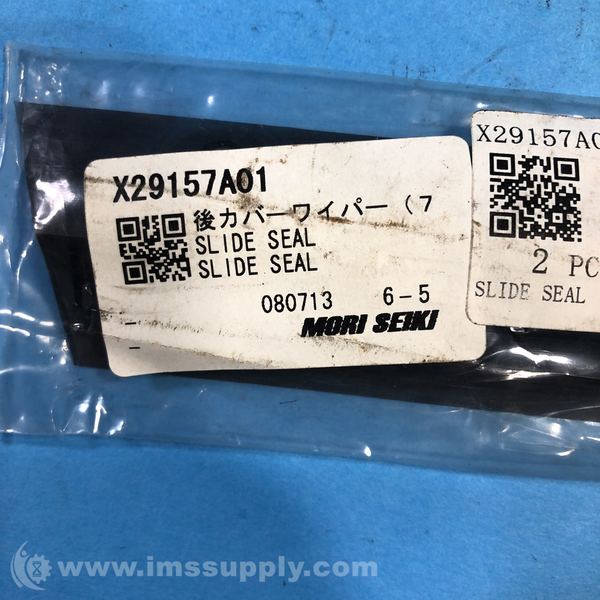 X29157A01
後カバーワイパー（7
SLIDE SEAL
SLIDE SEAL
080713 6-5
MORI SEIKI
X29157A0
2 PC
SLIDE SEAL
www.imssupply.com